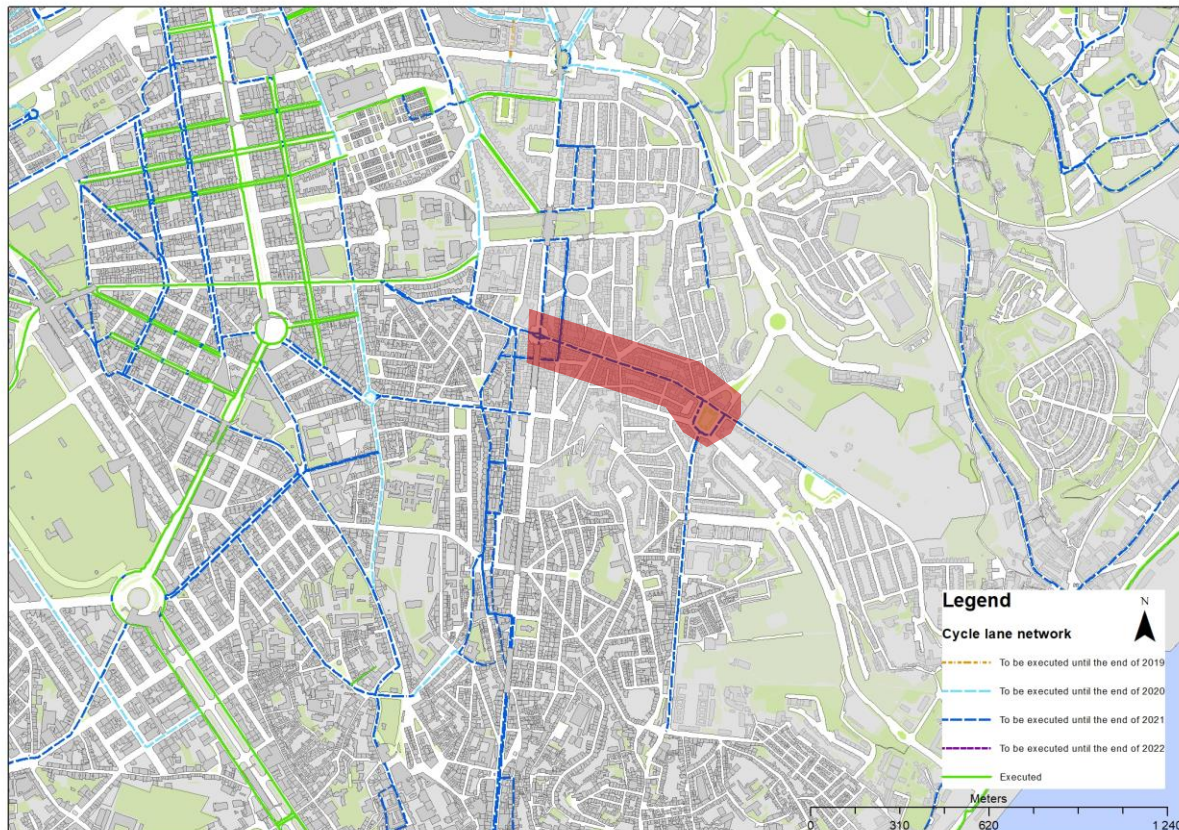 Legend
N
Cycle lane network
To be executed until the end of 2019
To be executed until the end of 2020
To be executed until the end of 2021
To be executed until the end of 2022
Executed
Meters
0 310 620 1 240